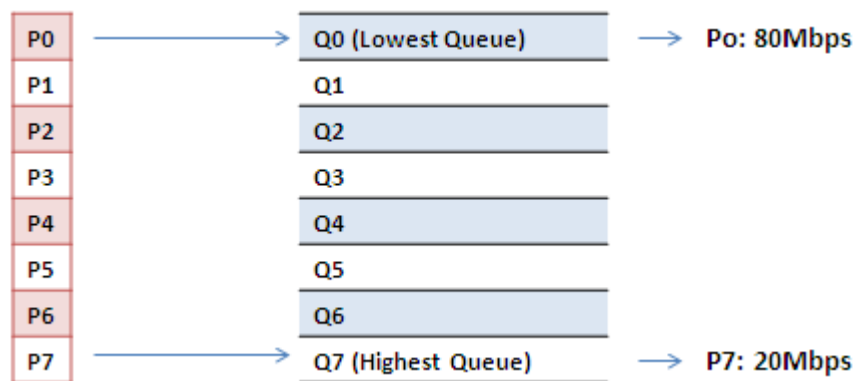 P0 Q0 (Lowest Queue) Po: 80Mbps
P1 Q1
P2 Q2
P3 Q3
P4 Q4
P5 Q5
P6 Q6
P7 Q7 (Highest Queue) P7: 20Mbps